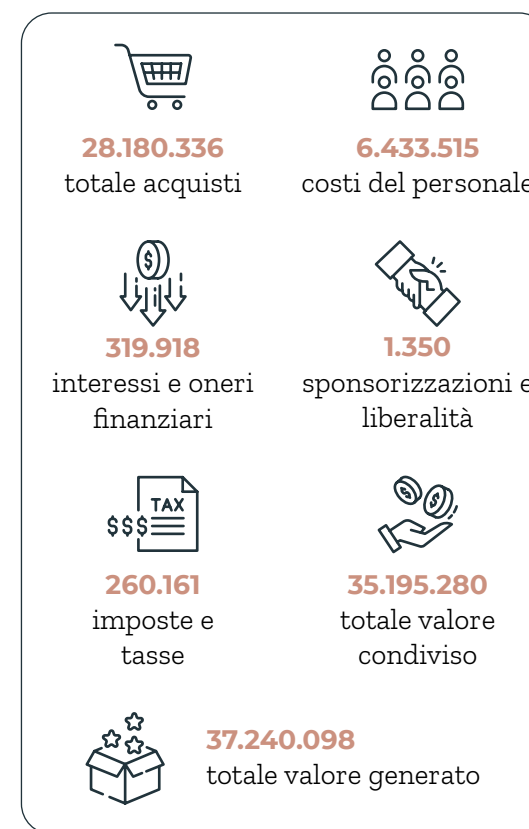 28.180.336
totale acquisti
6.433.515
costi del personale
319.918
interessi e oneri
finanziari
1.350
sponsorizzazioni e
liberalità
TAX
$$$
260.161
imposte e
tasse
35.195.280
totale valore
condiviso
37.240.098
totale valore generato